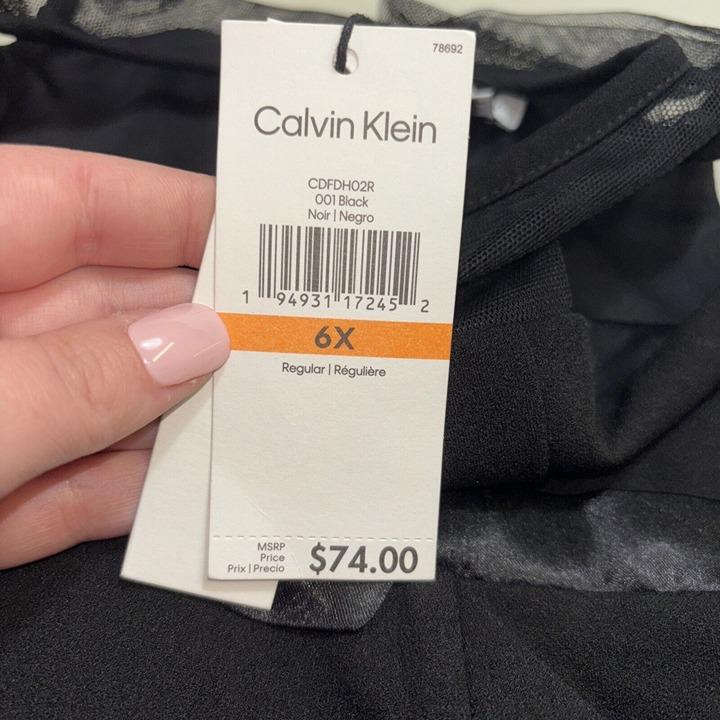 78692
Calvin Klein
CDFDH02R
001 Black
Noir | Negro
1 94931 17245 2
6X
Regular | Régulière
MSRP
Price
Prix | Precio
$74.00